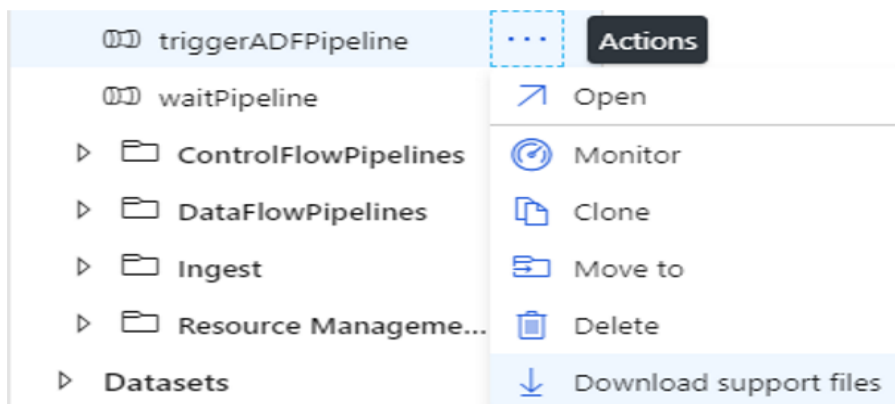 triggerADFPipeline
... Actions
waitPipeline
Open
ControlFlowPipelines
Monitor
DataFlowPipelines
Clone
Ingest
Move to
Resource Manageme...
Delete
Datasets
Download support files